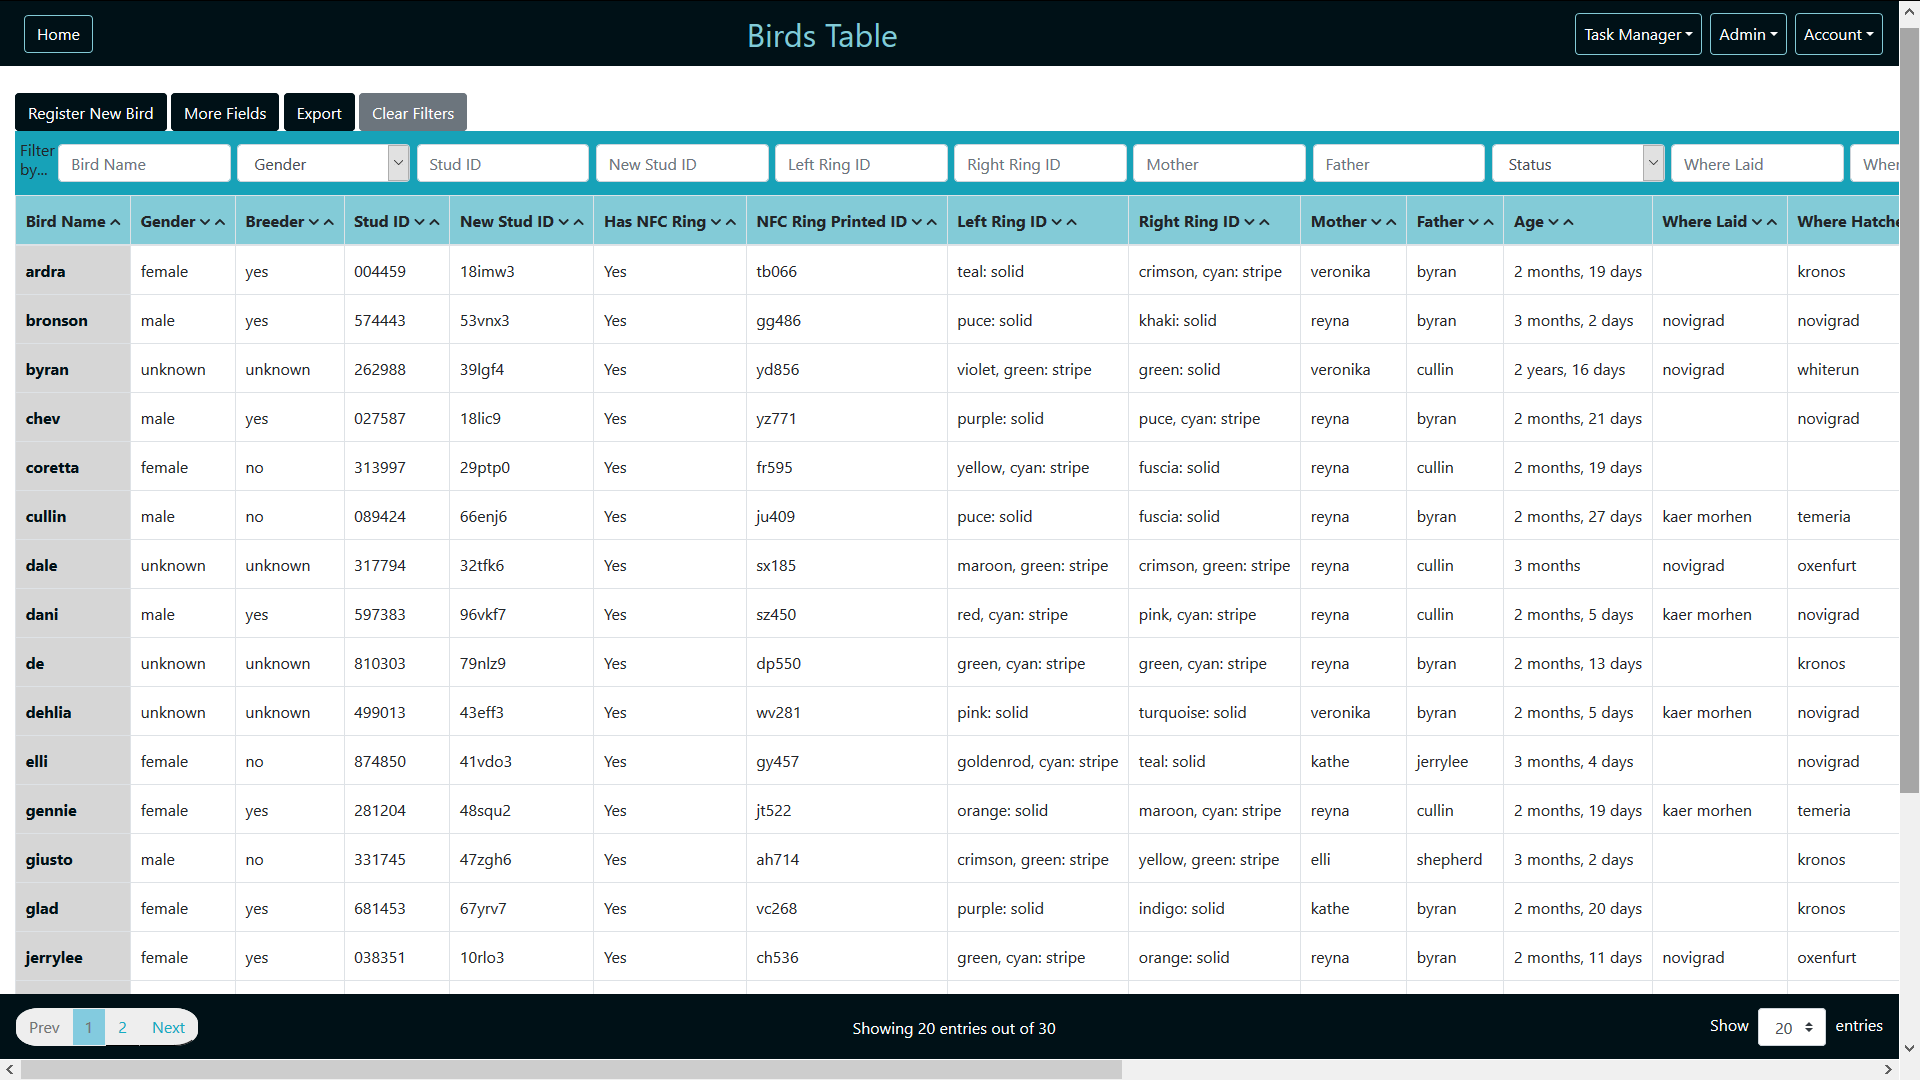 Home Birds Table Task Manager Admin Account
Register New Bird More Fields Export Clear Filters
Filter by... Bird Name Gender Stud ID New Stud ID Left Ring ID Right Ring ID Mother Father Status Where Laid Wher
Bird Name Gender Breeder Stud ID New Stud ID Has NFC Ring NFC Ring Printed ID Left Ring ID Right Ring ID Mother Father Age Where Laid Where Hatche
ardra female yes 004459 18imw3 Yes tb066 teal: solid crimson, cyan: stripe veronika byran 2 months, 19 days kronos
bronson male yes 574443 53vnx3 Yes gg486 puce: solid khaki: solid reyna byran 3 months, 2 days novigrad novigrad
byran unknown unknown 262988 39lgf4 Yes yd856 violet, green: stripe green: solid veronika cullin 2 years, 16 days novigrad whiterun
chev male yes 027587 18lic9 Yes yz771 purple: solid puce, cyan: stripe reyna byran 2 months, 21 days novigrad
coretta female no 313997 29ptp0 Yes fr595 yellow, cyan: stripe fuscia: solid reyna cullin 2 months, 19 days
cullin male no 089424 66enj6 Yes ju409 puce: solid fuscia: solid reyna byran 2 months, 27 days kaer morhen temeria
dale unknown unknown 317794 32tfk6 Yes sx185 maroon, green: stripe crimson, green: stripe reyna cullin 3 months novigrad oxenfurt
dani male yes 597383 96vkf7 Yes sz450 red, cyan: stripe pink, cyan: stripe reyna cullin 2 months, 5 days kaer morhen novigrad
de unknown unknown 810303 79nlz9 Yes dp550 green, cyan: stripe green, cyan: stripe reyna byran 2 months, 13 days kronos
dehlia unknown unknown 499013 43eff3 Yes wv281 pink: solid turquoise: solid veronika byran 2 months, 5 days kaer morhen novigrad
elli female no 874850 41vdo3 Yes gy457 goldenrod, cyan: stripe teal: solid kathe jerrylee 3 months, 4 days novigrad
gennie female yes 281204 48squ2 Yes jt522 orange: solid maroon, cyan: stripe reyna cullin 2 months, 19 days kaer morhen temeria
giusto male no 331745 47zgh6 Yes ah714 crimson, green: stripe yellow, green: stripe elli shepherd 3 months, 2 days kronos
glad female yes 681453 67yrv7 Yes vc268 purple: solid indigo: solid kathe byran 2 months, 20 days kronos
jerrylee female yes 038351 10rlo3 Yes ch536 green, cyan: stripe orange: solid reyna byran 2 months, 11 days novigrad oxenfurt
Prev 1 2 Next Showing 20 entries out of 30 Show 20 entries